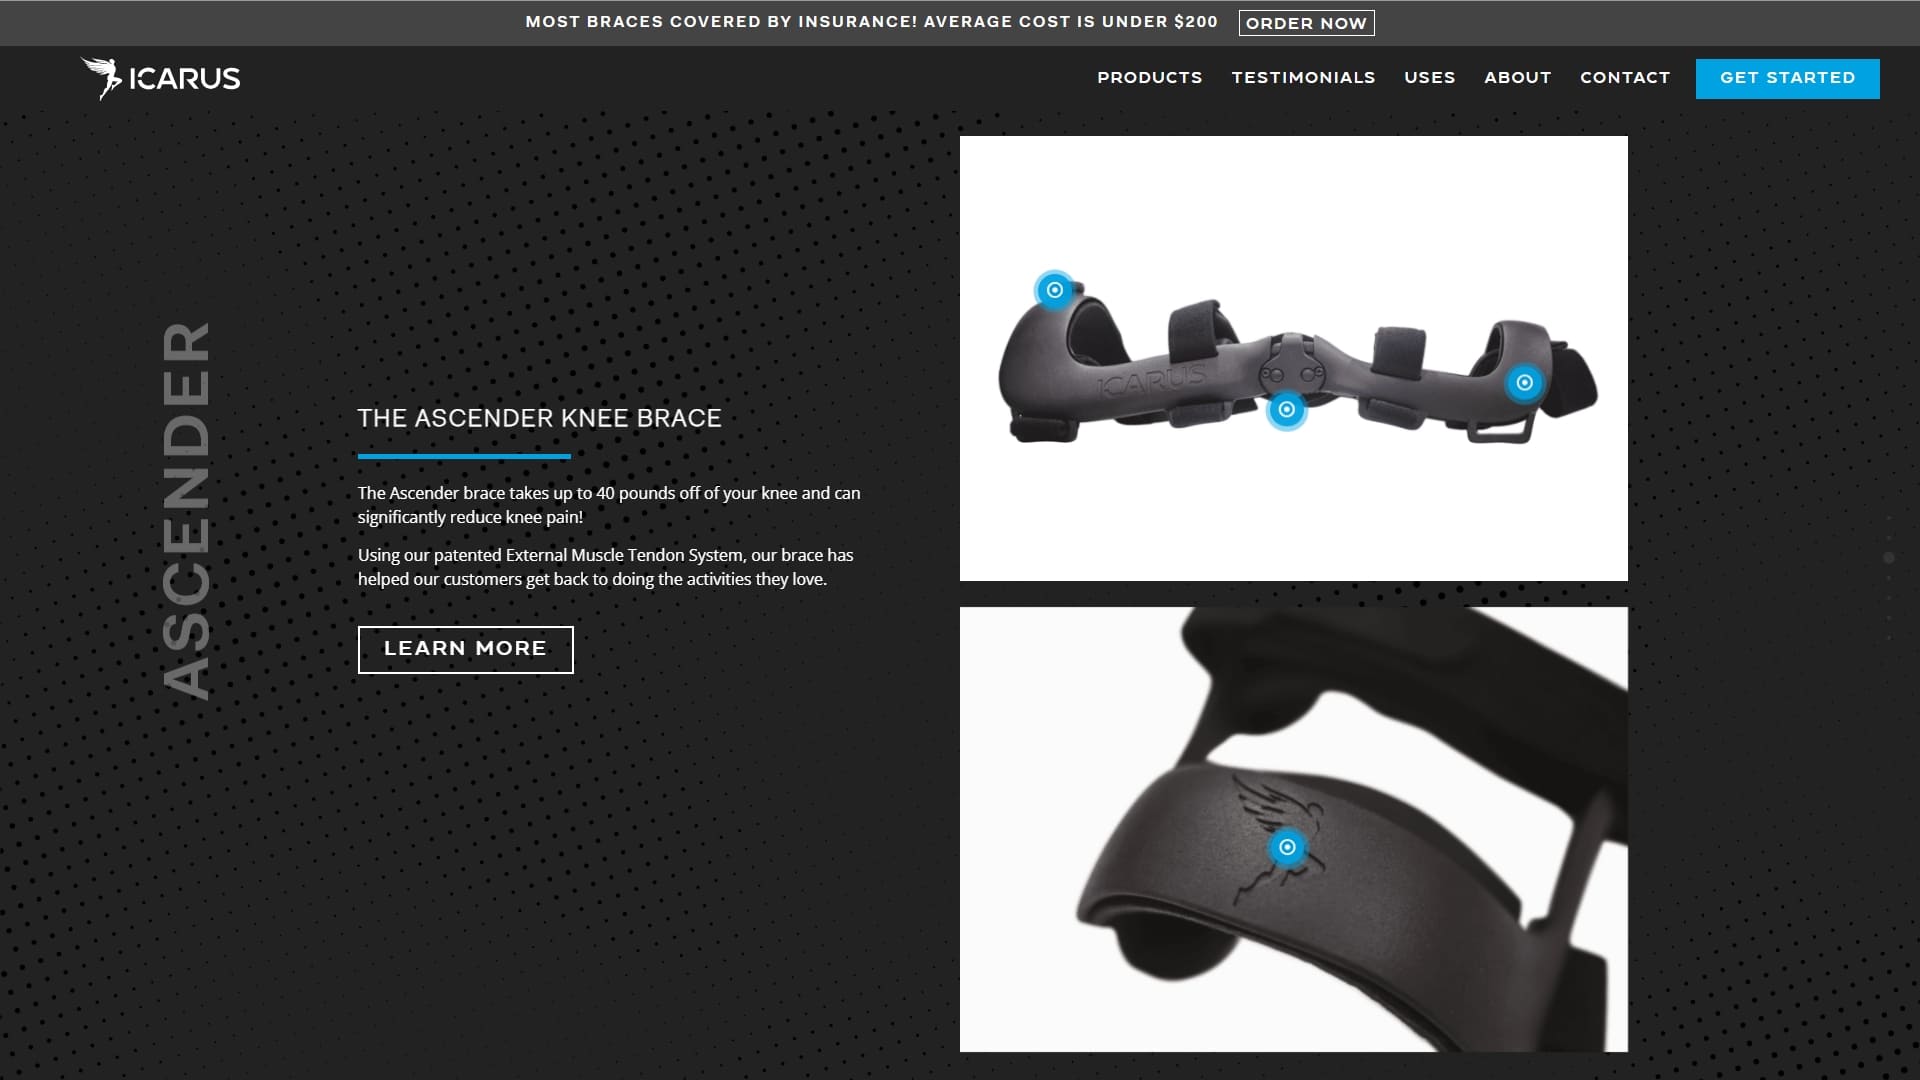 MOST BRACES COVERED BY INSURANCE! AVERAGE COST IS UNDER $200 ORDER NOW
ICARUS
PRODUCTS TESTIMONIALS USES ABOUT CONTACT GET STARTED
ASCENDER
THE ASCENDER KNEE BRACE
The Ascender brace takes up to 40 pounds off of your knee and can
significantly reduce knee pain!
Using our patented External Muscle Tendon System, our brace has
helped our customers get back to doing the activities they love.
LEARN MORE
ICARUS